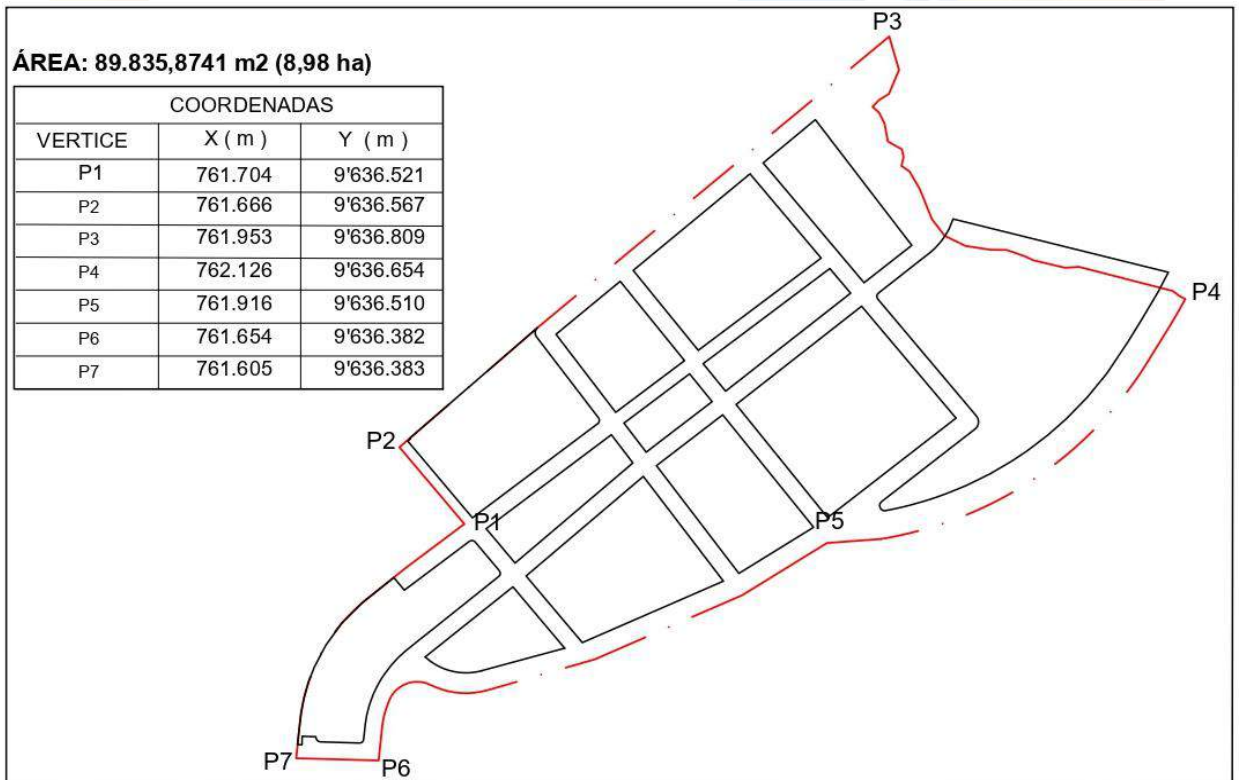 ÁREA: 89.835,8741 m2 (8,98 ha)
COORDENADAS
VERTICE X ( m ) Y ( m )
P1 761.704 9'636.521
P2 761.666 9'636.567
P3 761.953 9'636.809
P4 762.126 9'636.654
P5 761.916 9'636.510
P6 761.654 9'636.382
P7 761.605 9'636.383
P3
P4
P2
P1
P5
P7
P6